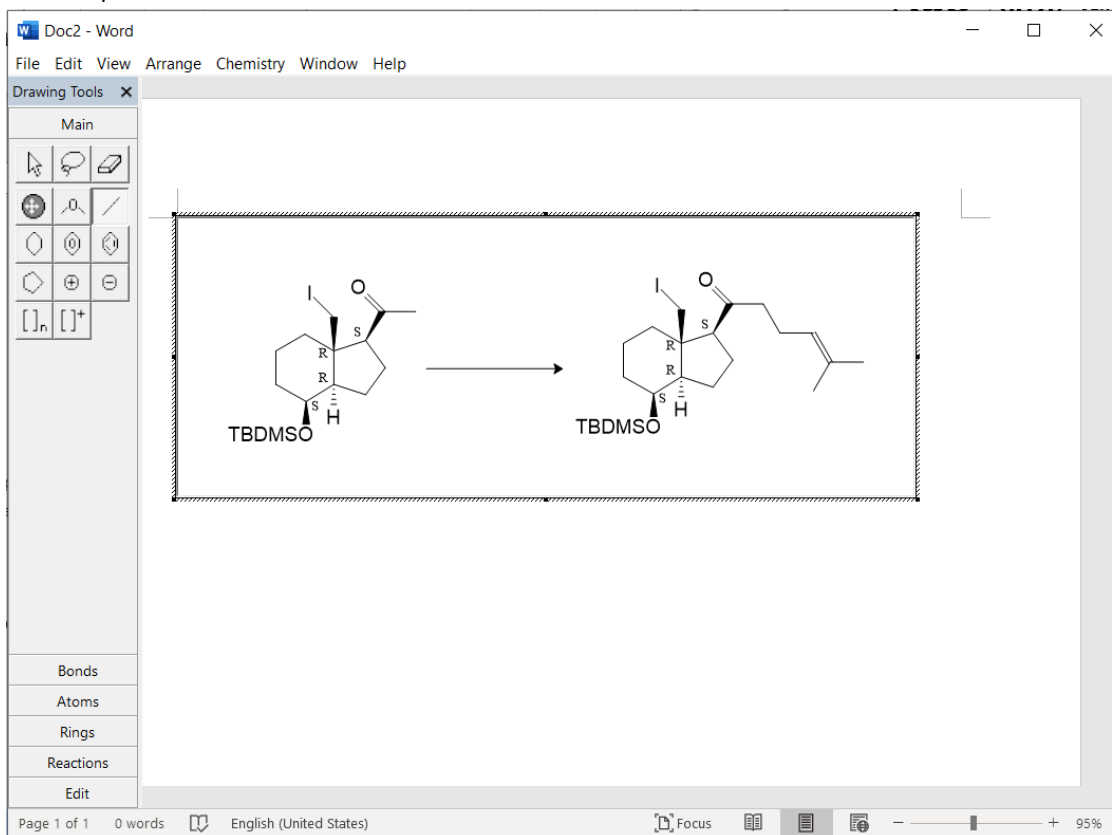 Doc2 - Word
File Edit View Arrange Chemistry Window Help
Drawing Tools
Main
[ ]n [ ]+
I O
S
R
R
S
H
TBDMSO
I O
S
R
R
S
H
TBDMSO
Bonds
Atoms
Rings
Reactions
Edit
Page 1 of 1 0 words English (United States) Focus 95%